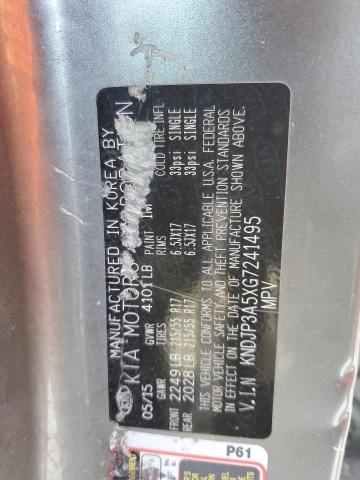 MANUFACTURED IN KOREA BY
KIA MOTORS CORPORATION
05/15 GVWR 4101 LB PAINT 1M
GAWR TIRES RIMS COLD TIRE INFL.
FRONT 2249 LB 215/55 R17 6.5JX17 33psi SINGLE
REAR 2028 LB 215/55 R17 6.5JX17 33psi SINGLE
THIS VEHICLE CONFORMS TO ALL APPLICABLE U.S.A. FEDERAL
MOTOR VEHICLE SAFETY AND THEFT PREVENTION STANDARDS
IN EFFECT ON THE DATE OF MANUFACTURE SHOWN ABOVE.
V.I.N KNDJP3A5XG7241495
MPV
P61